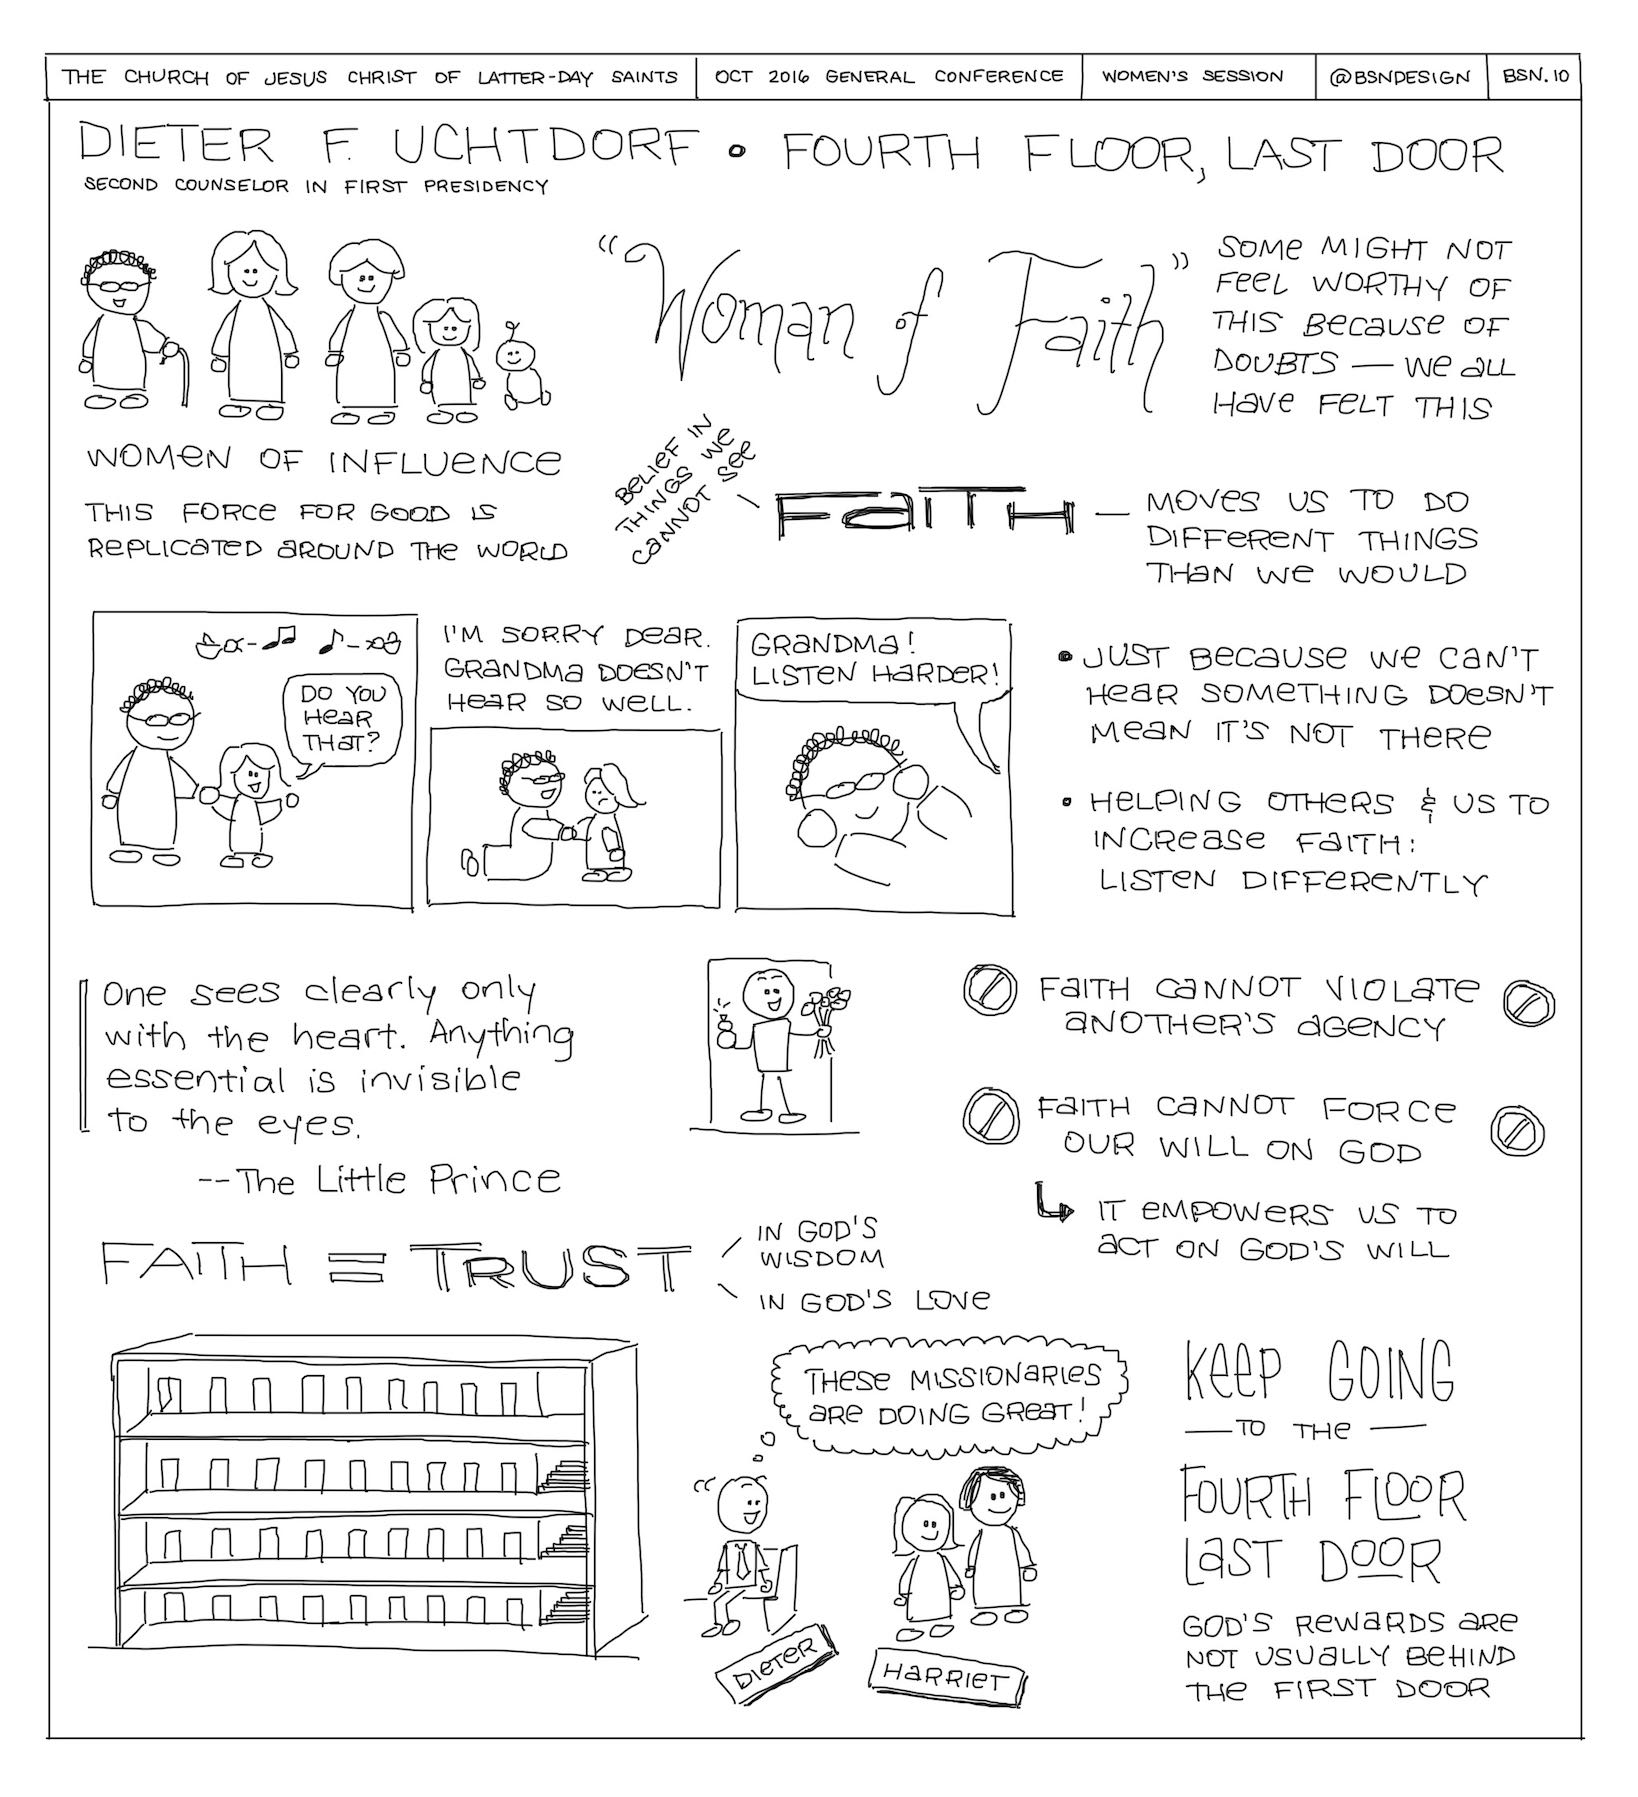 THE CHURCH OF JESUS CHRIST OF LATTER-DAY SAINTS
OCT 2016 GENERAL CONFERENCE
WOMEN'S SESSION
@BSNDESIGN
BSN.10
DIETER F. UCHTDORF • FOURTH FLOOR, LAST DOOR
SECOND COUNSELOR IN FIRST PRESIDENCY
WOMEN OF INFLUENCE
THIS FORCE FOR GOOD IS
REPLICATED AROUND THE WORLD
"Woman of Faith"
SOME MIGHT NOT
FEEL WORTHY OF
THIS BECAUSE OF
DOUBTS — WE ALL
HAVE FELT THIS
BELIEF IN
THINGS WE
CANNOT SEE
FAITH
MOVES US TO DO
DIFFERENT THINGS
THAN WE WOULD
DO YOU
HEAR
THAT?
I'M SORRY DEAR.
GRANDMA DOESN'T
HEAR SO WELL.
GRANDMA!
LISTEN HARDER!
• JUST BECAUSE WE CAN'T
HEAR SOMETHING DOESN'T
MEAN IT'S NOT THERE
• HELPING OTHERS & US TO
INCREASE FAITH:
LISTEN DIFFERENTLY
One sees clearly only
with the heart. Anything
essential is invisible
to the eyes.
--The Little Prince
FAITH CANNOT VIOLATE
ANOTHER'S AGENCY
FAITH CANNOT FORCE
OUR WILL ON GOD
IT EMPOWERS US TO
ACT ON GOD'S WILL
FAITH = TRUST
IN GOD'S
WISDOM
IN GOD'S LOVE
THESE MISSIONARIES
ARE DOING GREAT!
DIETER
HARRIET
KEEP GOING
— TO THE —
FOURTH FLOOR
LAST DOOR
GOD'S REWARDS ARE
NOT USUALLY BEHIND
THE FIRST DOOR